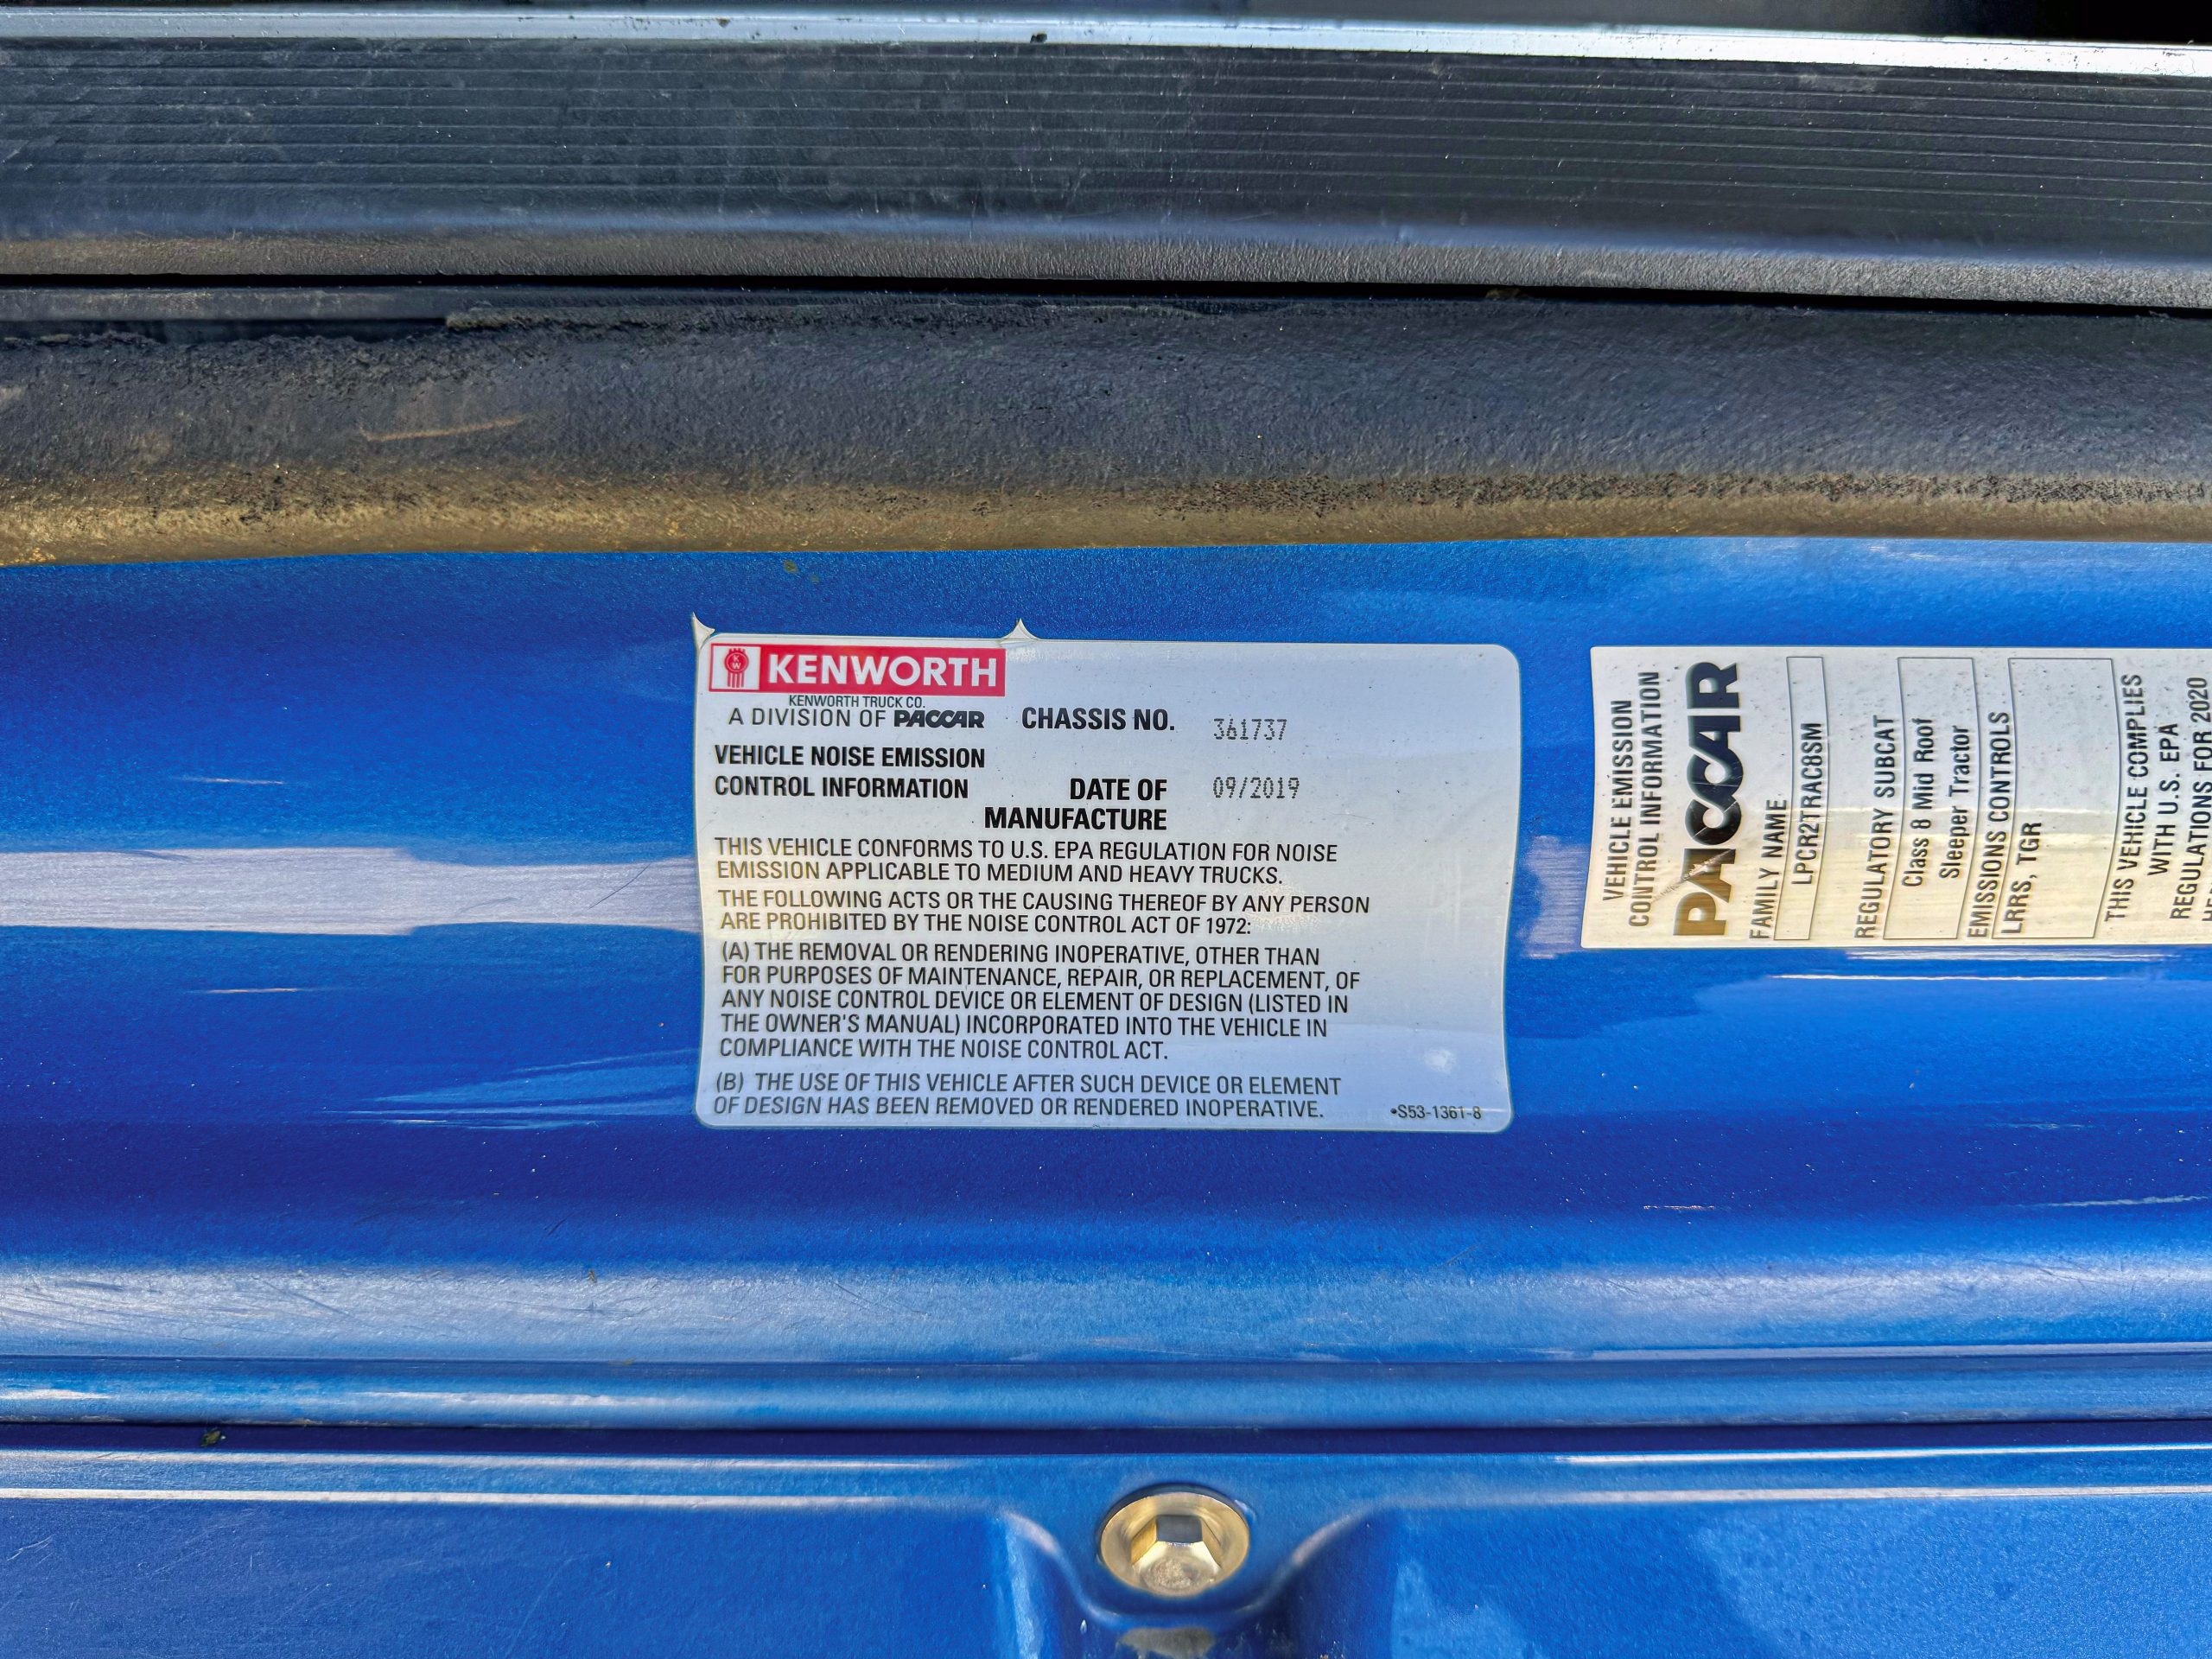 KW
KENWORTH
KENWORTH TRUCK CO.
A DIVISION OF PACCAR
CHASSIS NO. 361737
VEHICLE NOISE EMISSION
CONTROL INFORMATION
DATE OF 09/2019
MANUFACTURE
THIS VEHICLE CONFORMS TO U.S. EPA REGULATION FOR NOISE
EMISSION APPLICABLE TO MEDIUM AND HEAVY TRUCKS.
THE FOLLOWING ACTS OR THE CAUSING THEREOF BY ANY PERSON
ARE PROHIBITED BY THE NOISE CONTROL ACT OF 1972:
(A) THE REMOVAL OR RENDERING INOPERATIVE, OTHER THAN
FOR PURPOSES OF MAINTENANCE, REPAIR, OR REPLACEMENT, OF
ANY NOISE CONTROL DEVICE OR ELEMENT OF DESIGN (LISTED IN
THE OWNER'S MANUAL) INCORPORATED INTO THE VEHICLE IN
COMPLIANCE WITH THE NOISE CONTROL ACT.
(B) THE USE OF THIS VEHICLE AFTER SUCH DEVICE OR ELEMENT
OF DESIGN HAS BEEN REMOVED OR RENDERED INOPERATIVE.
•S53-1361-8
VEHICLE EMISSION
CONTROL INFORMATION
PACCAR
FAMILY NAME
LPCR2TRAC8SM
REGULATORY SUBCAT
Class 8 Mid Roof
Sleeper Tractor
EMISSIONS CONTROLS
LRRS, TGR
THIS VEHICLE COMPLIES
WITH U.S. EPA
REGULATIONS FOR 2020